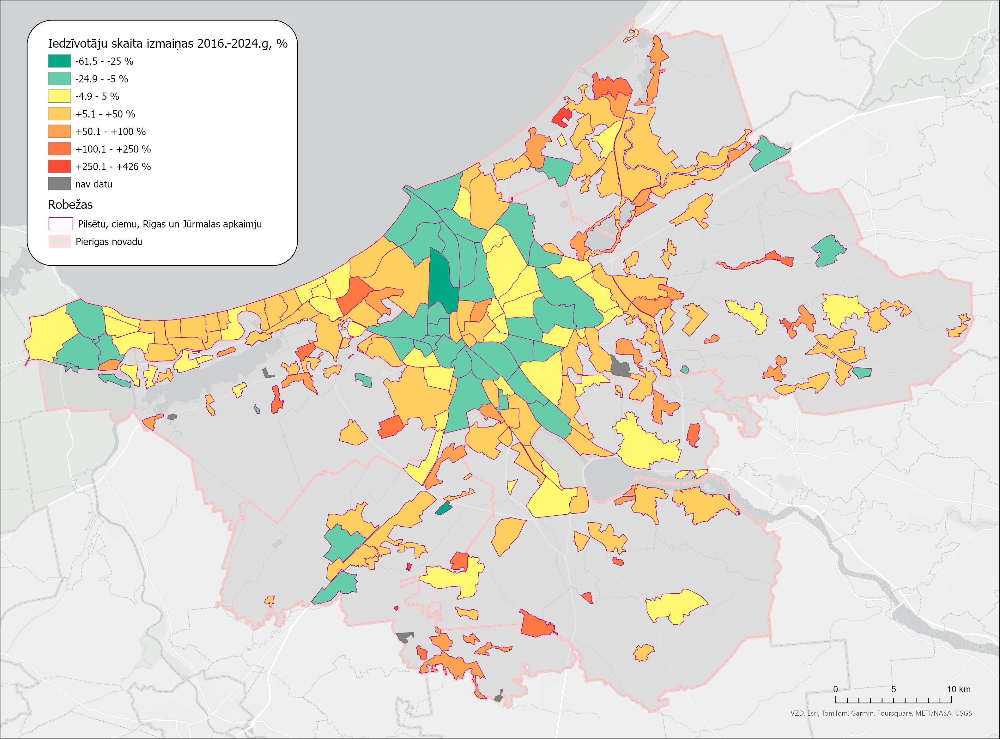 Iedzīvotāju skaita izmaiņas 2016.-2024.g, %
-61.5 - -25 %
-24.9 - -5 %
-4.9 - 5 %
+5.1 - +50 %
+50.1 - +100 %
+100.1 - +250 %
+250.1 - +426 %
nav datu
Robežas
Pilsētu, ciemu, Rīgas un Jūrmalas apkaimju
Pierigas novadu
0 5 10 km
VZD, Esri, TomTom, Garmin, Foursquare, METI/NASA, USGS